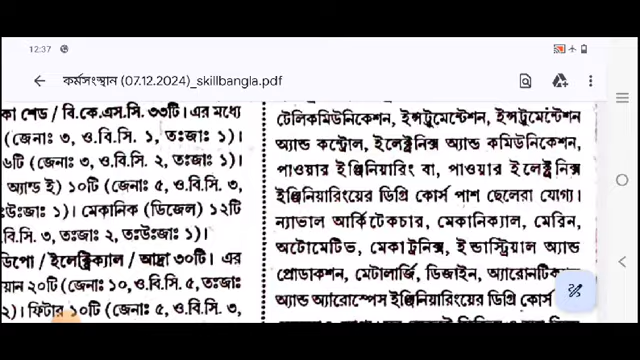 12:37
কর্মসংস্থান (07.12.2024)_skillbangla.pdf
কা শেড / বি.কে.এস.সি. ৩৩টি। এর মধ্যে
(জেনাঃ ৩, ও.বি.সি. ১, তঃজাঃ ১)।
৬টি (জেনাঃ ৩, ও.বি.সি. ২, তঃজাঃ ১)।
অ্যান্ড ই) ১০টি (জেনাঃ ৫, ও.বি.সি. ৩,
তঃউঃজাঃ ১)। মেকানিক (ডিজেল) ১২টি
.বি.সি. ৩, তঃজাঃ ২, তঃউঃজাঃ ১)।
ডিপো / ইলেক্ট্রিক্যাল / আদ্রা ৩০টি। এর
য়ান ২০টি (জেনাঃ ১০, ও.বি.সি. ৫, তঃজাঃ
২)। ফিটার ১০টি (জেনাঃ ৫, ও.বি.সি. ৩,
টেলিকমিউনিকেশন, ইন্সট্রুমেন্টেশন, ইন্সট্রুমেন্টেশন
অ্যান্ড কন্ট্রোল, ইলেক্ট্রনিক্স অ্যান্ড কমিউনিকেশন,
পাওয়ার ইঞ্জিনিয়ারিং বা, পাওয়ার ইলেক্ট্রনিক্স
ইঞ্জিনিয়ারিংয়ের ডিগ্রি কোর্স পাশ ছেলেরা যোগ্য।
ন্যাভাল আর্কিটেকচার, মেকানিক্যাল, মেরিন,
অটোমেটিভ, মেকাট্রনিক্স, ইন্ডাস্ট্রিয়াল অ্যান্ড
প্রোডাকশন, মেটালার্জি, ডিজাইন, অ্যারোনটিক্যাল
অ্যান্ড অ্যারোস্পেস ইঞ্জিনিয়ারিংয়ের ডিগ্রি কোর্স